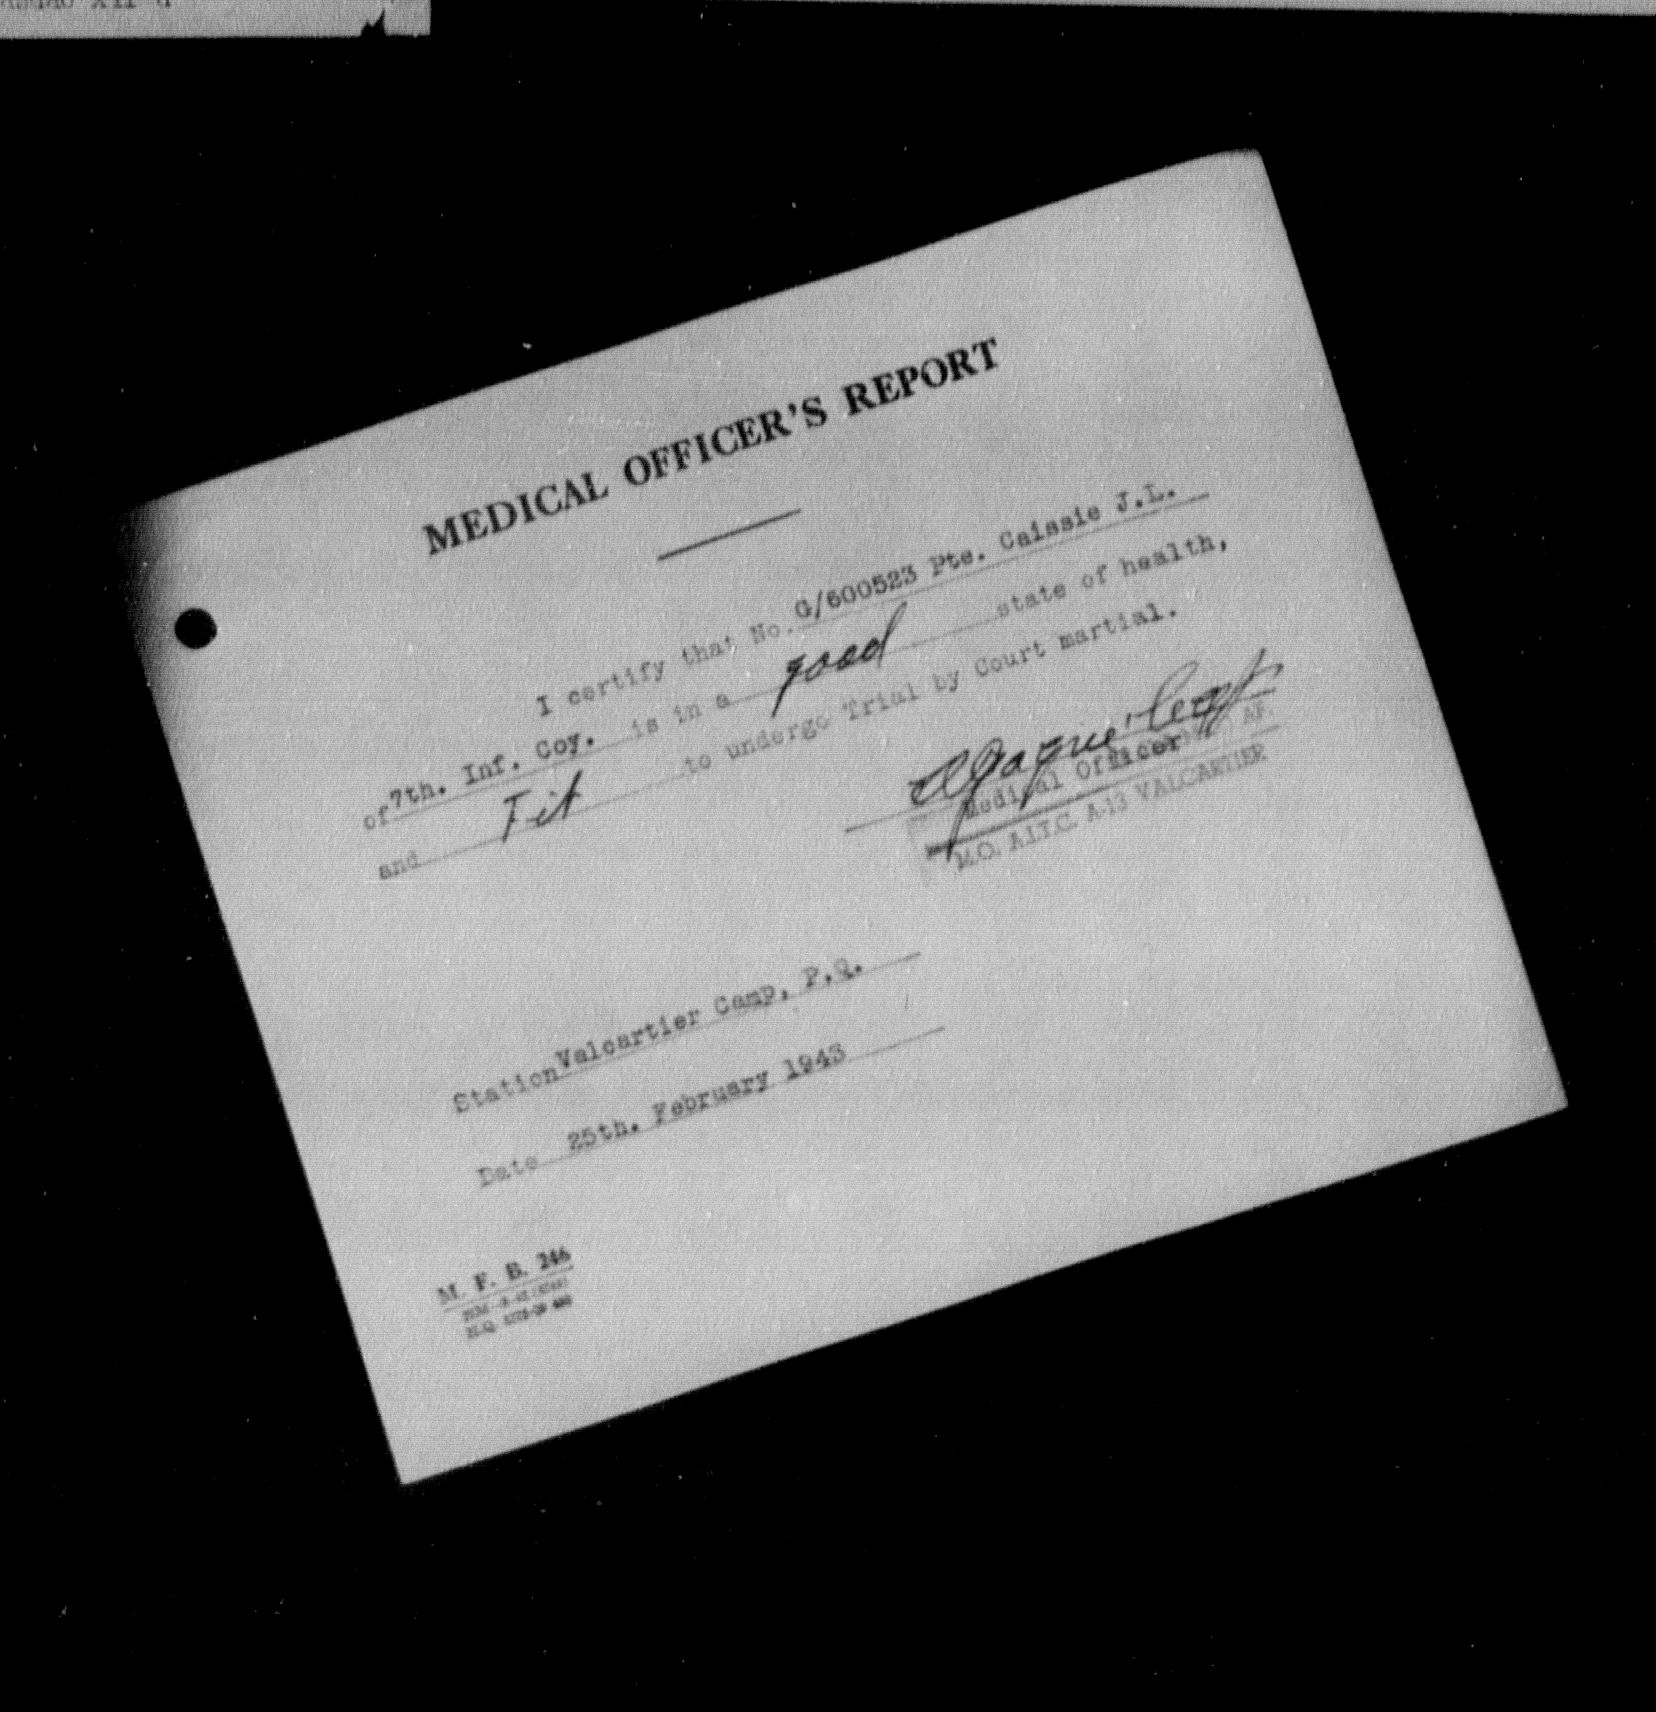 MEDICAL OFFICER'S REPORT
I certify that No. G/600523 Pte. Caissie J.L.
of 7th. Inf. Coy. is in a good state of health,
and Fit to undergo Trial by Court martial.
Medical Officer
M.O. A.I.T.C. A-13 VALCARTIER
Station Valcartier Camp, P.Q.
Date 25th. February 1943
M. F. B. 246
H.Q.